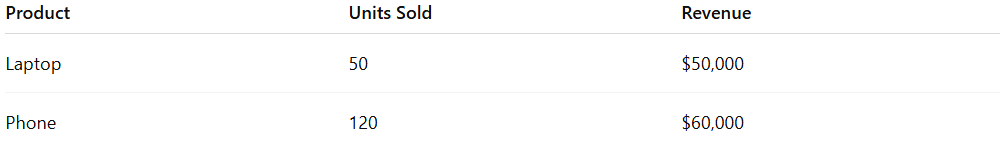 Product Units Sold Revenue
Laptop 50 $50,000
Phone 120 $60,000